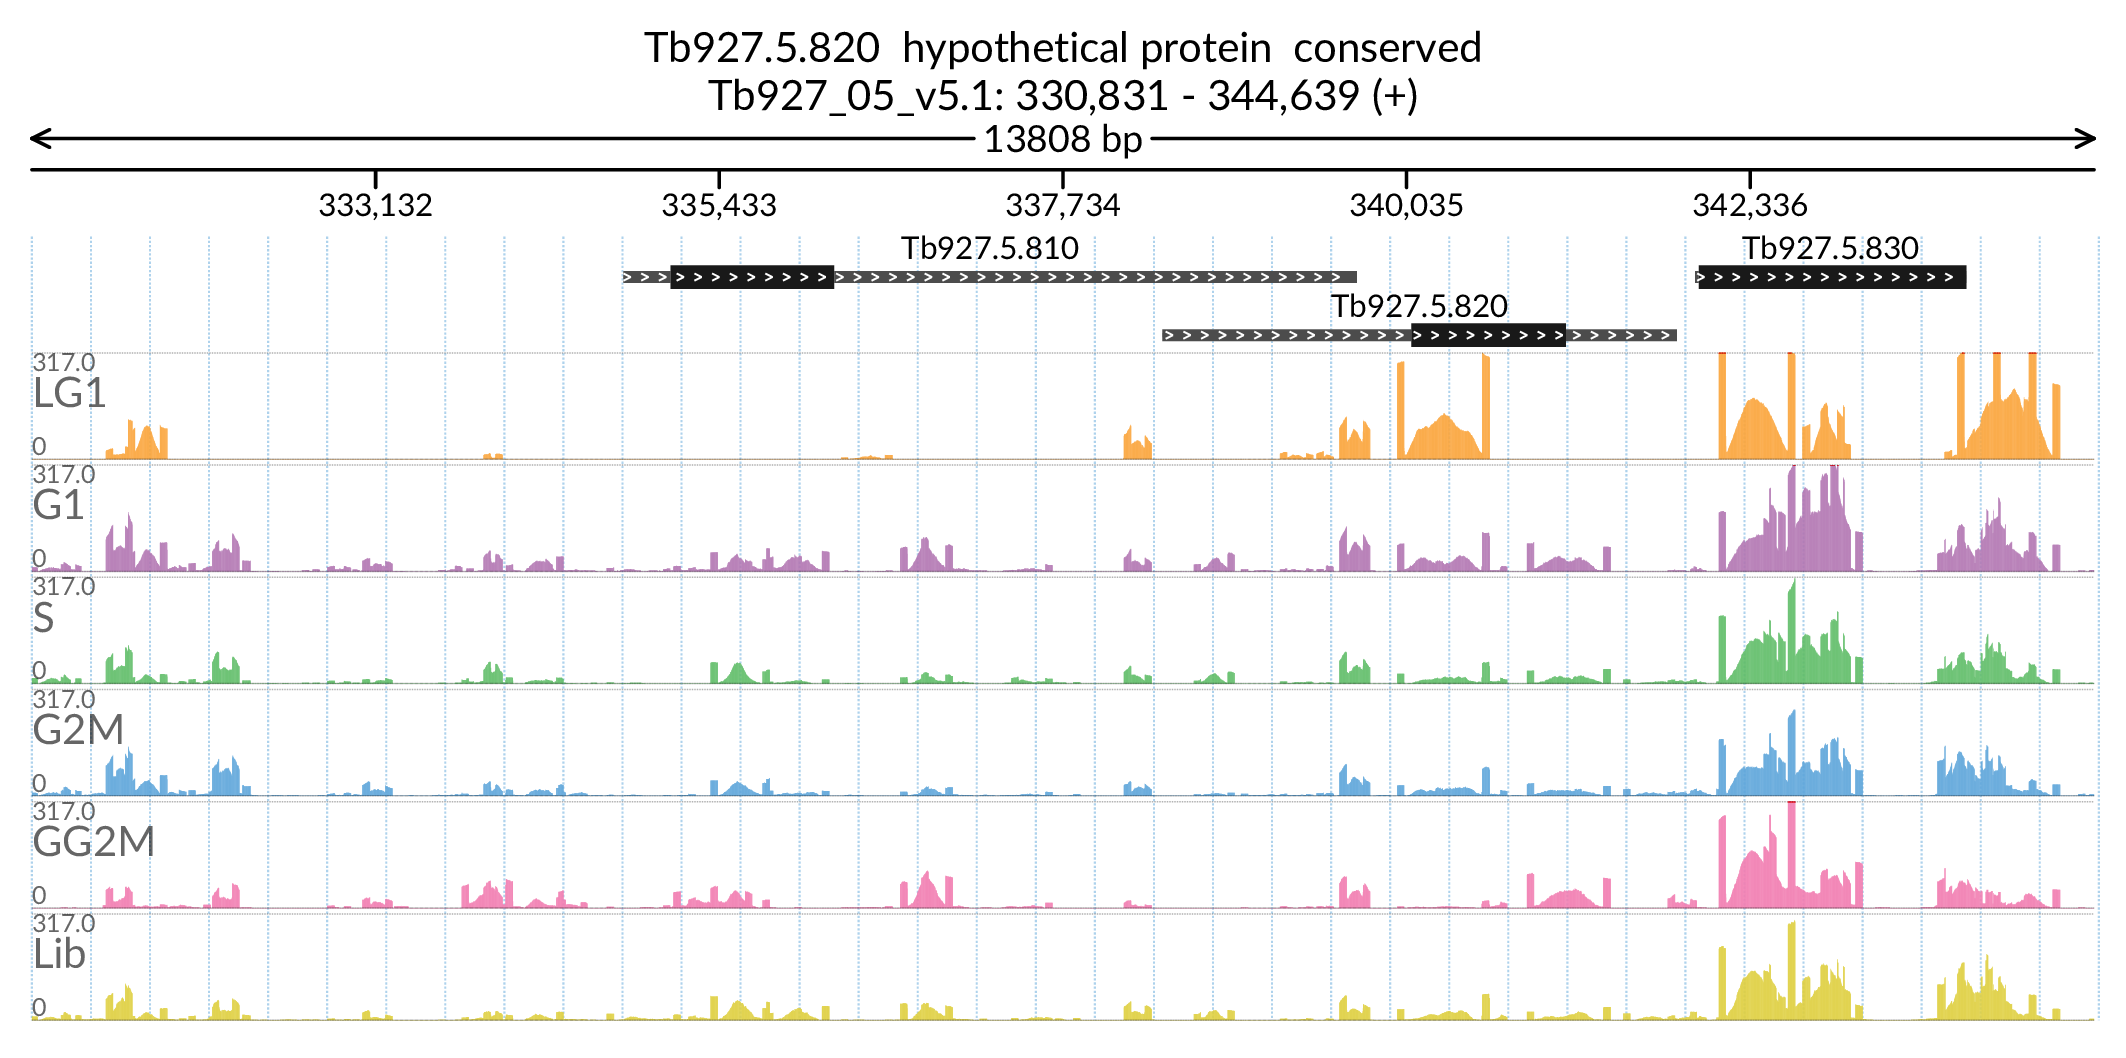 Tb927.5.820 hypothetical protein conserved
Tb927_05_v5.1: 330,831 - 344,639 (+)
13808 bp
333,132 335,433 337,734 340,035 342,336
Tb927.5.810 Tb927.5.830
Tb927.5.820
317.0
LG1
0
317.0
G1
0
317.0
S
0
317.0
G2M
0
317.0
GG2M
0
317.0
Lib
0